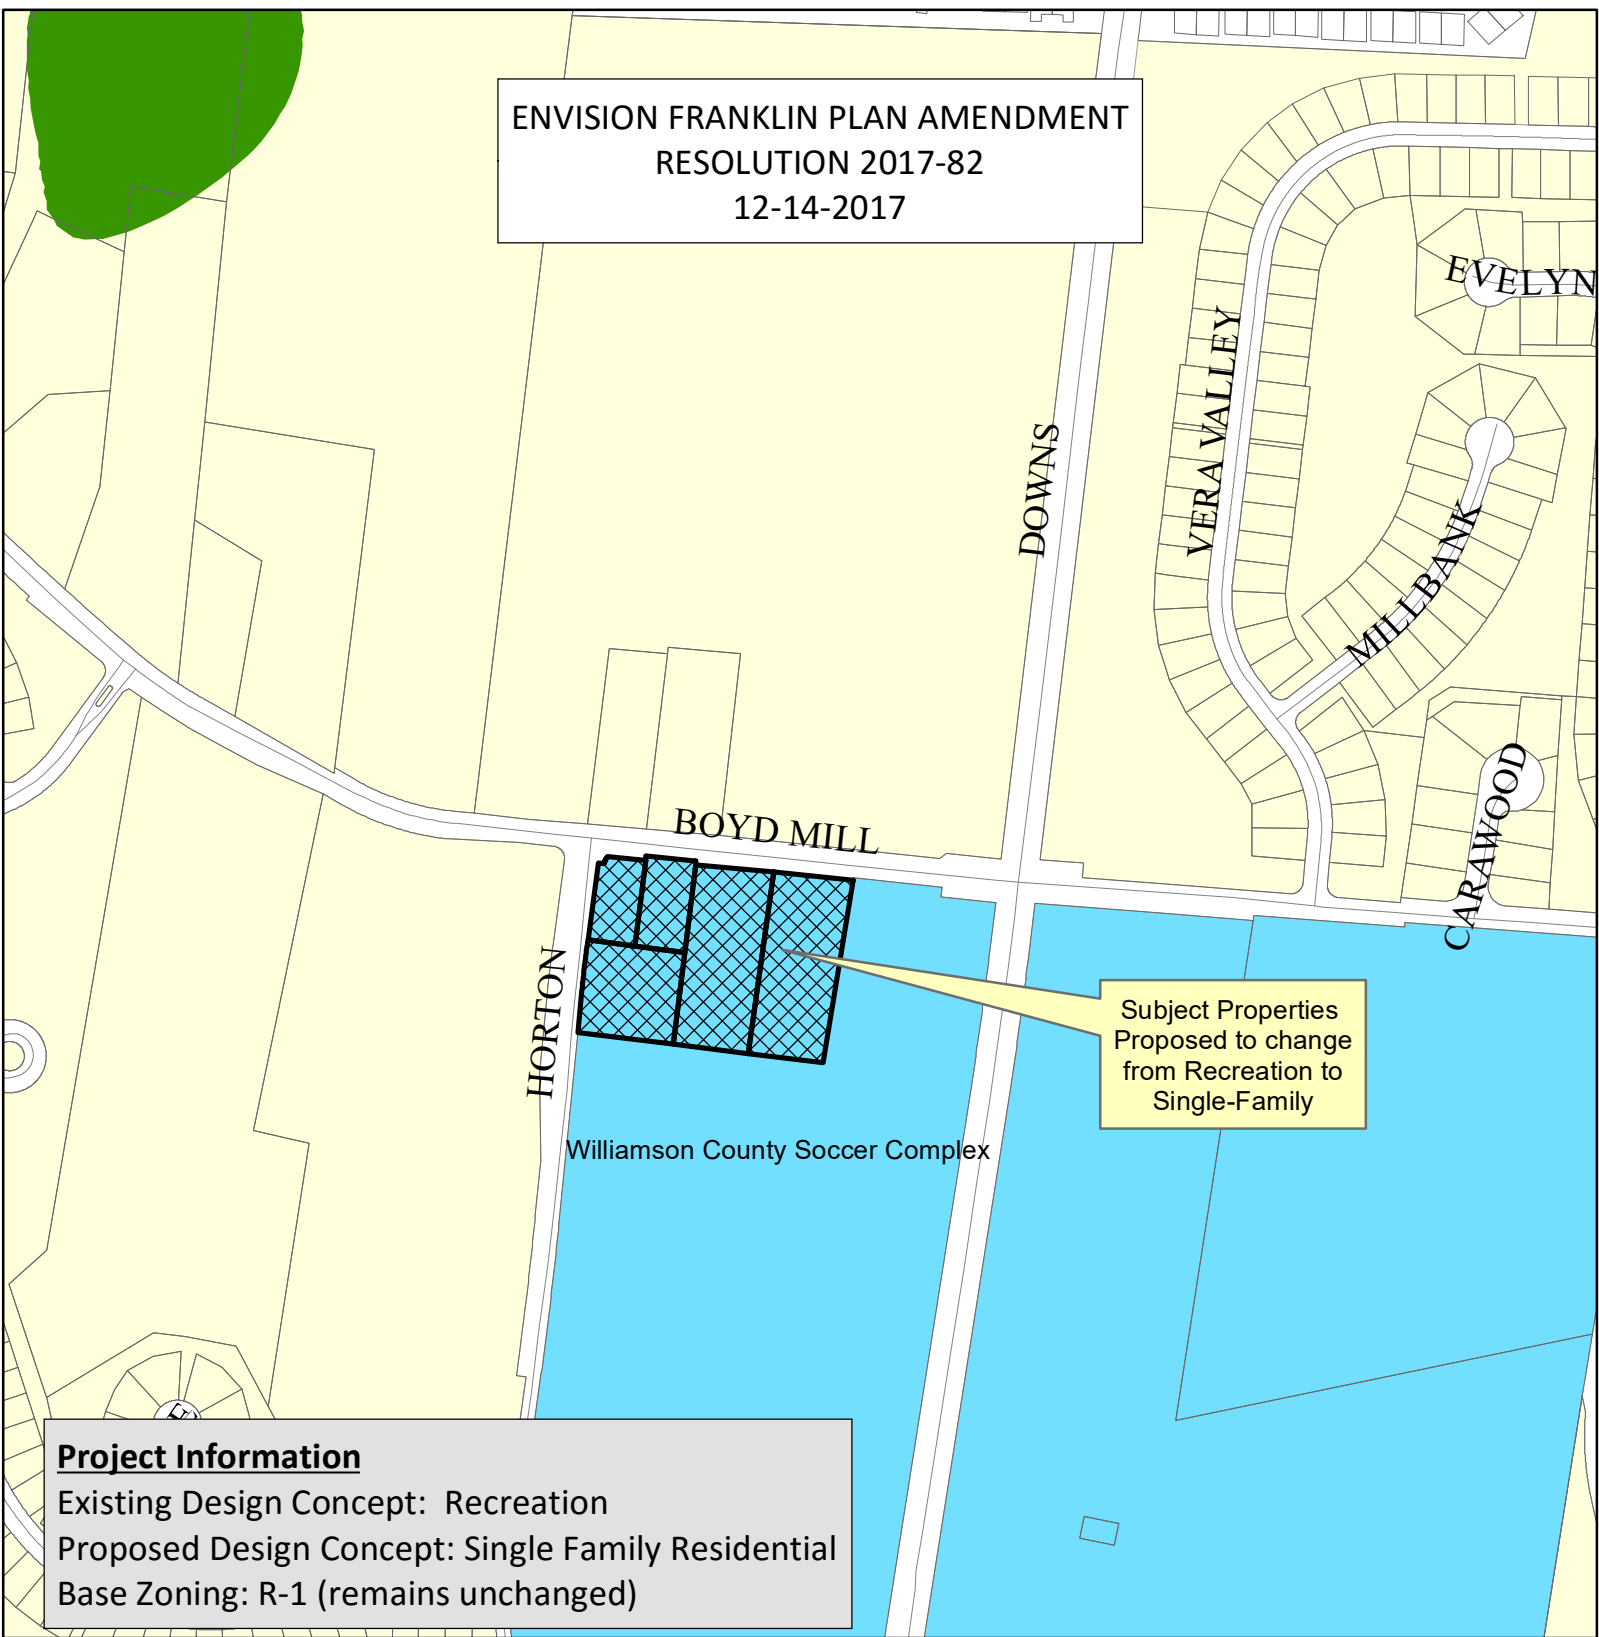 ENVISION FRANKLIN PLAN AMENDMENT
RESOLUTION 2017-82
12-14-2017
EVELYN
VERA VALLEY
DOWNS
MILLBANK
CARAWOOD
BOYD MILL
HORTON
Subject Properties
Proposed to change
from Recreation to
Single-Family
Williamson County Soccer Complex
Project Information
Existing Design Concept: Recreation
Proposed Design Concept: Single Family Residential
Base Zoning: R-1 (remains unchanged)